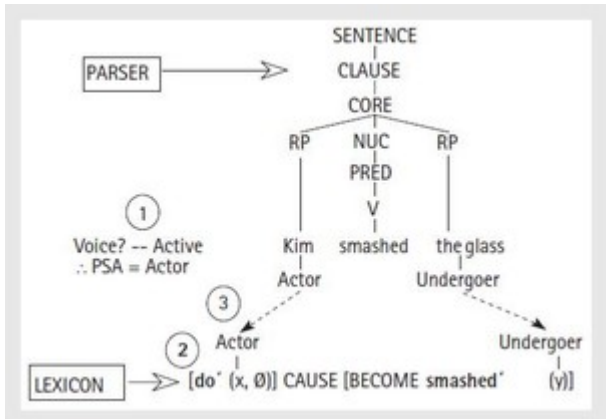 SENTENCE
PARSER
CLAUSE
CORE
RP NUC RP
PRED
V
1
Voice? -- Active
∴ PSA = Actor
Kim smashed the glass
Actor Undergoer
3
Actor Undergoer
2
LEXICON
[do´ (x, Ø)] CAUSE [BECOME smashed´ (y)]